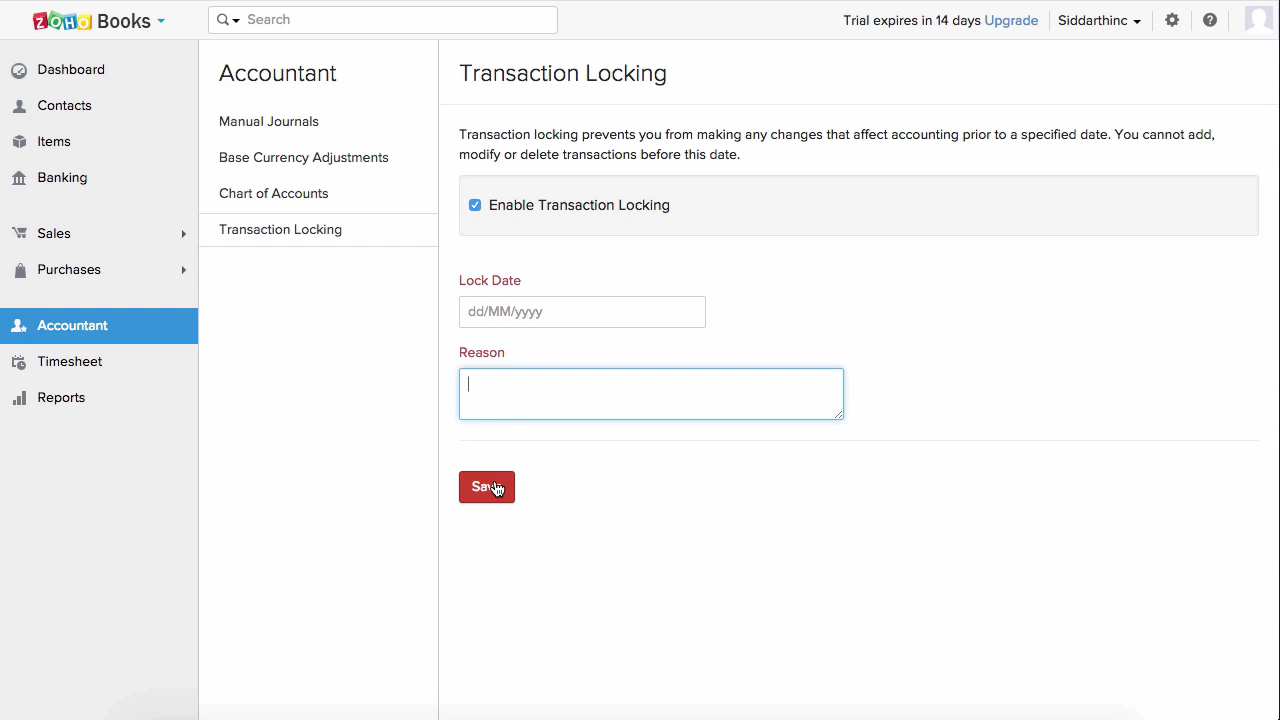 ZOHO Books
Search
Trial expires in 14 days Upgrade
Siddarthinc
Dashboard
Contacts
Items
Banking
Sales
Purchases
Accountant
Timesheet
Reports
Accountant
Manual Journals
Base Currency Adjustments
Chart of Accounts
Transaction Locking
Transaction Locking
Transaction locking prevents you from making any changes that affect accounting prior to a specified date. You cannot add,
modify or delete transactions before this date.
Enable Transaction Locking
Lock Date
dd/MM/yyyy
Reason
Save